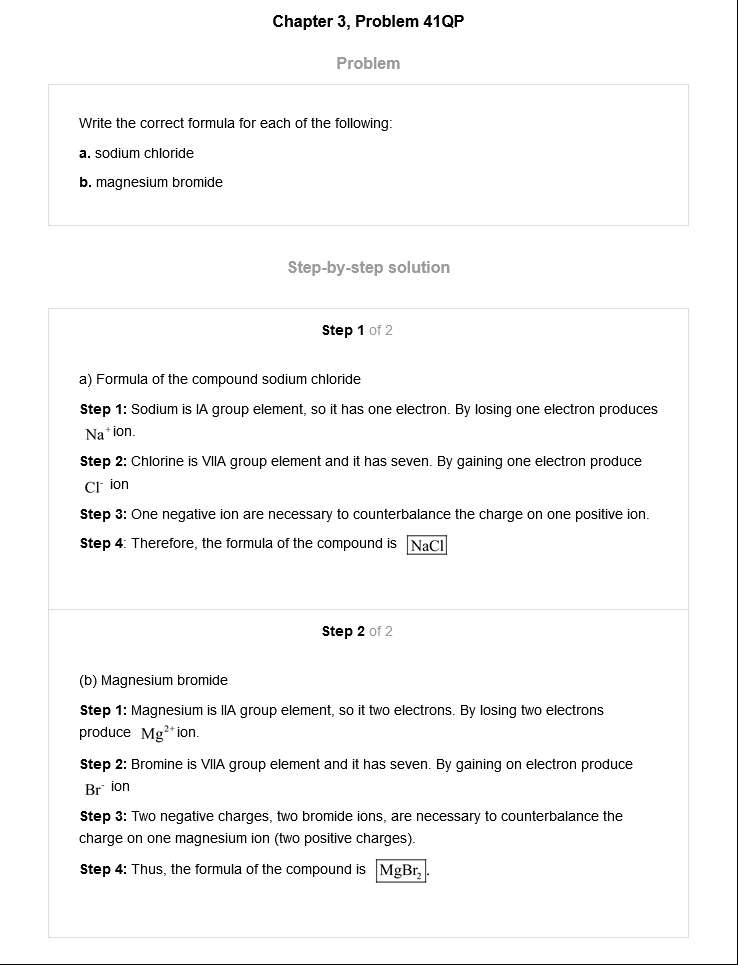 Chapter 3, Problem 41QP
Problem
Write the correct formula for each of the following:
a. sodium chloride
b. magnesium bromide
Step-by-step solution
Step 1 of 2
a) Formula of the compound sodium chloride
Step 1: Sodium is IA group element, so it has one electron. By losing one electron produces
Na⁺ ion.
Step 2: Chlorine is VIIA group element and it has seven. By gaining one electron produce
Cl⁻ ion
Step 3: One negative ion are necessary to counterbalance the charge on one positive ion.
Step 4: Therefore, the formula of the compound is NaCl
Step 2 of 2
(b) Magnesium bromide
Step 1: Magnesium is IIA group element, so it two electrons. By losing two electrons
produce Mg²⁺ ion.
Step 2: Bromine is VIIA group element and it has seven. By gaining on electron produce
Br⁻ ion
Step 3: Two negative charges, two bromide ions, are necessary to counterbalance the
charge on one magnesium ion (two positive charges).
Step 4: Thus, the formula of the compound is MgBr₂.